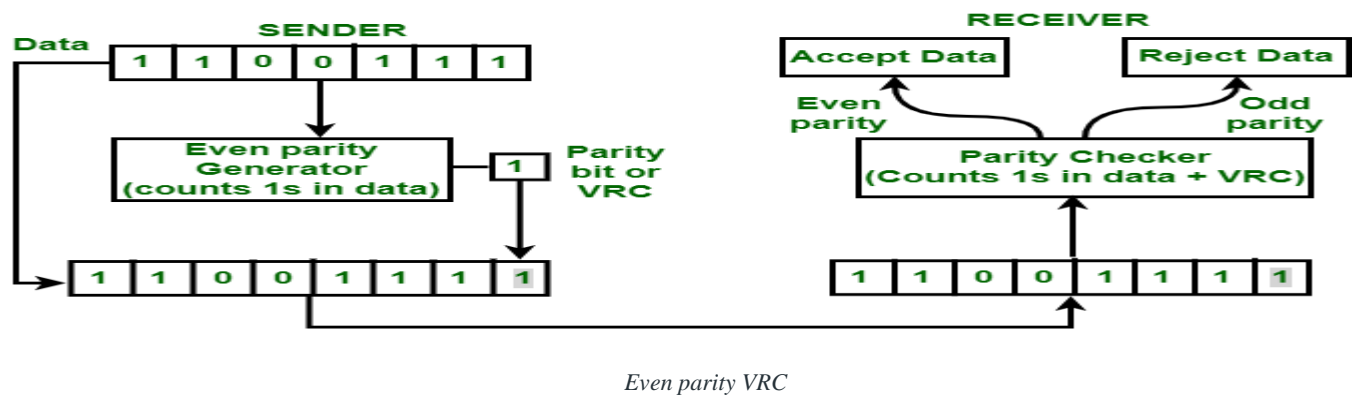 SENDER
Data
1 1 0 0 1 1 1
Even parity
Generator
(counts 1s in data)
1
Parity
bit or
VRC
1 1 0 0 1 1 1 1
RECEIVER
Accept Data
Reject Data
Even
parity
Odd
parity
Parity Checker
(Counts 1s in data + VRC)
1 1 0 0 1 1 1 1
Even parity VRC